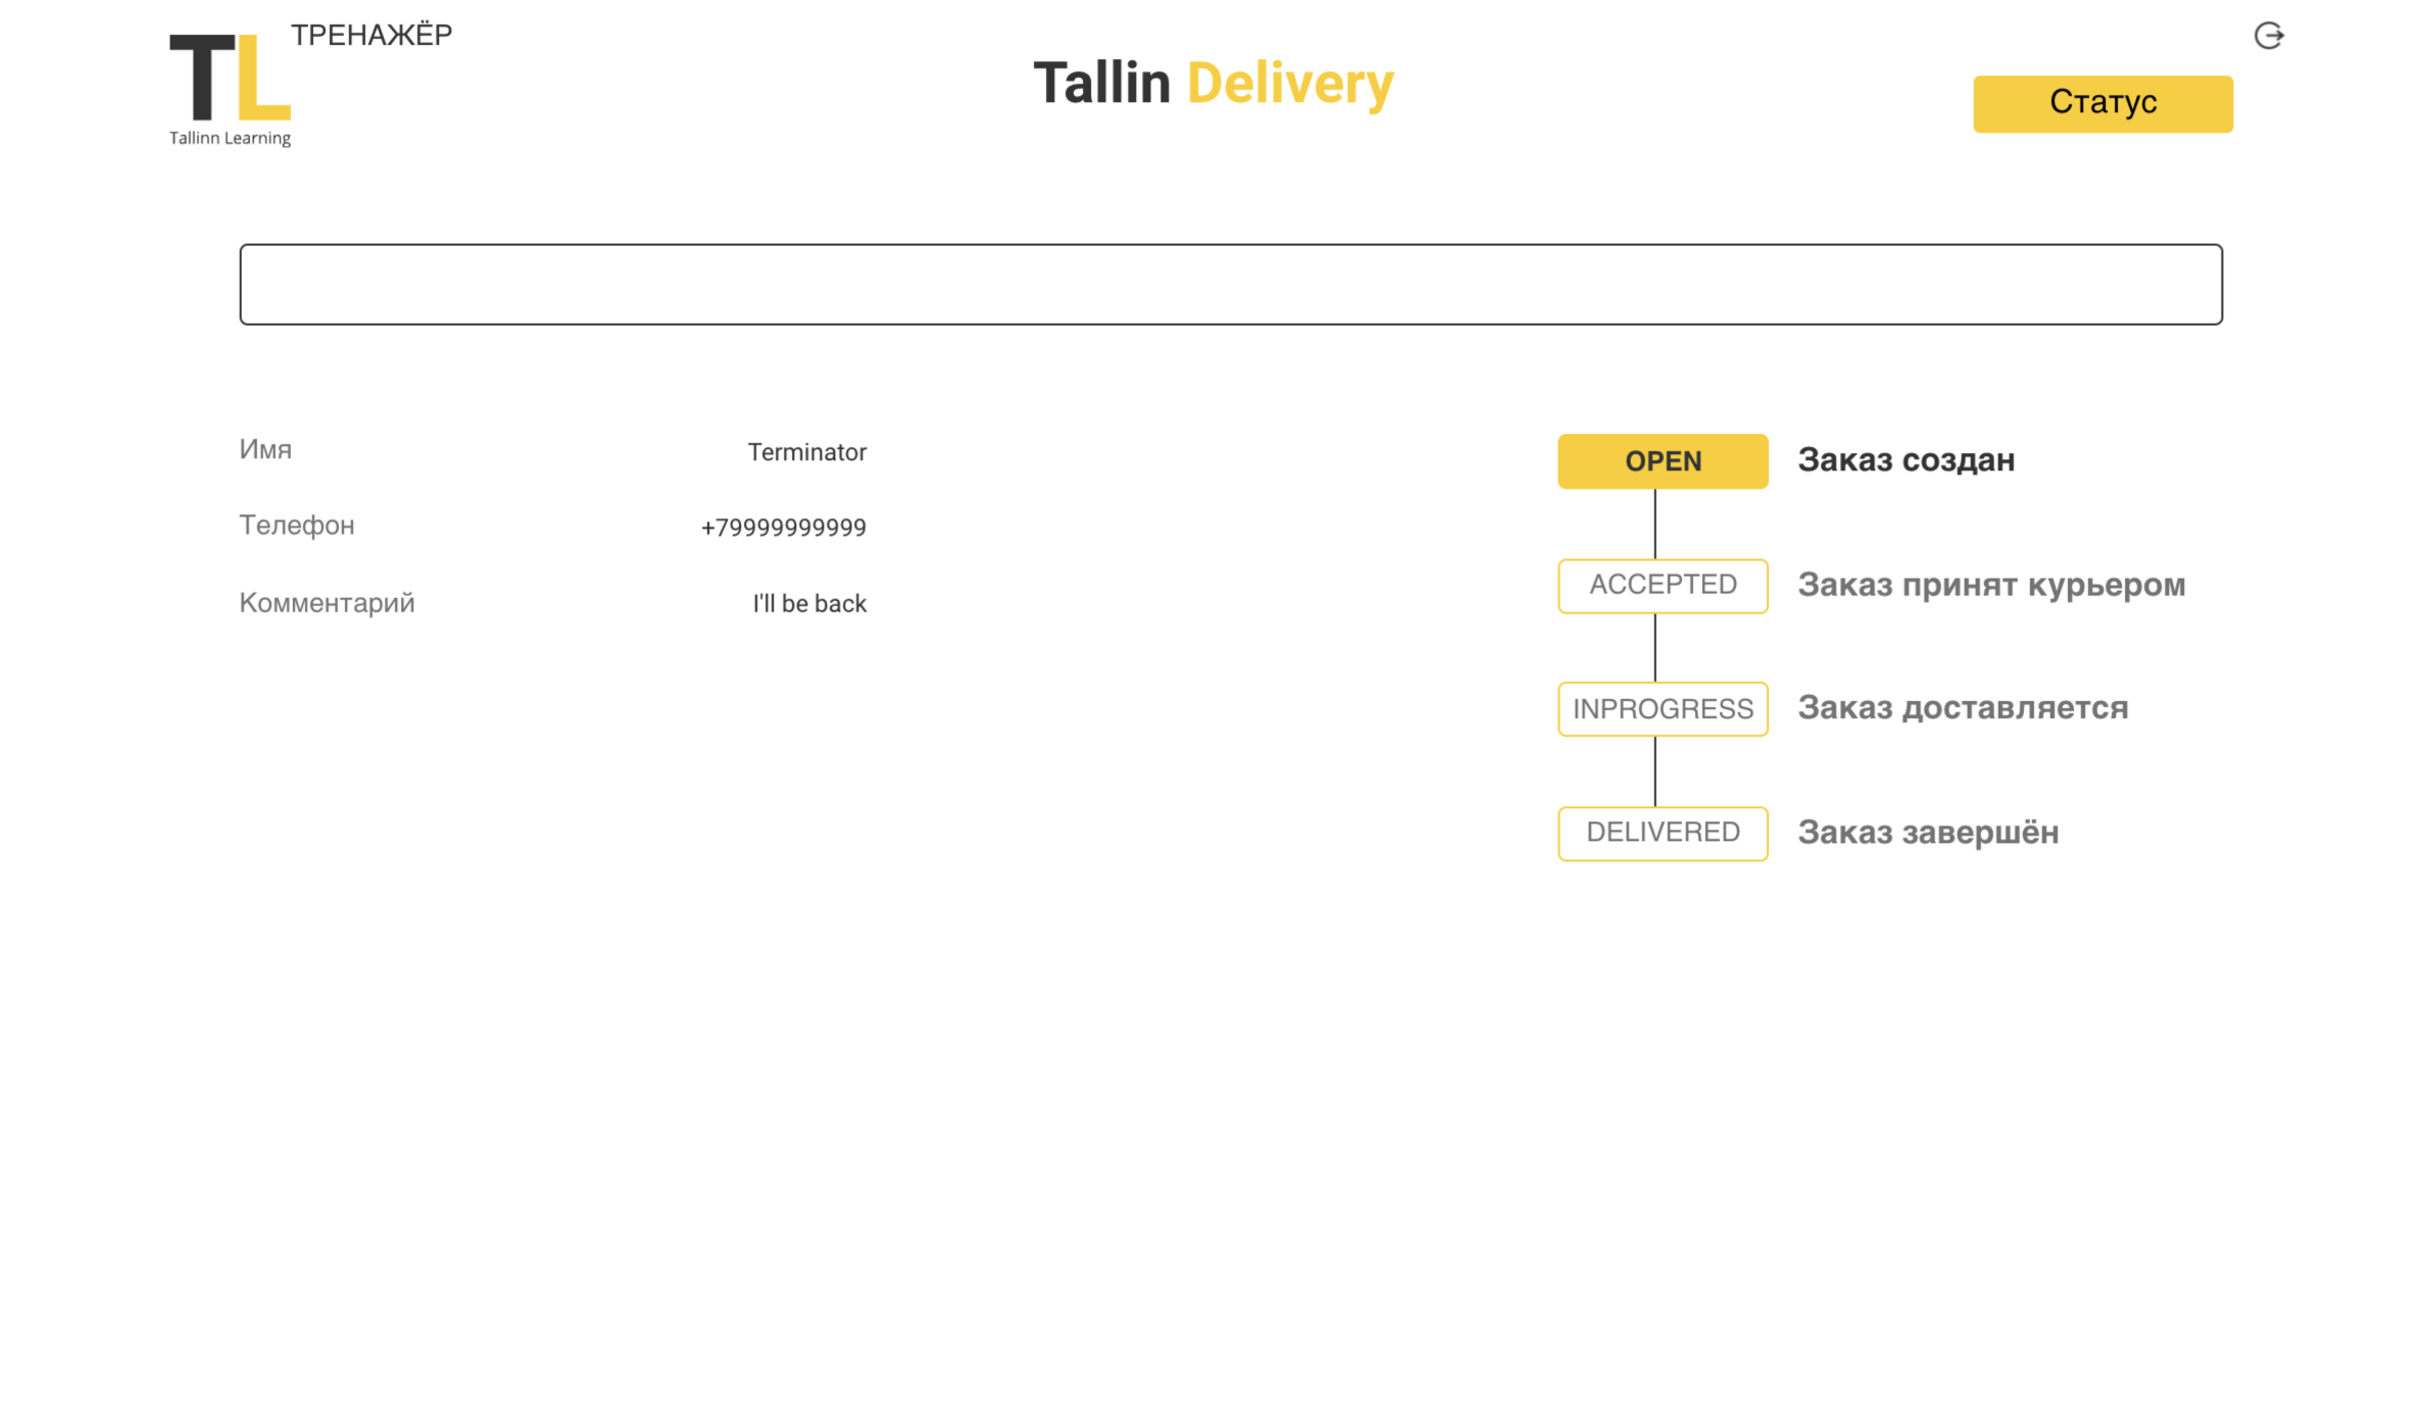 ТРЕНАЖЁР
TL
Tallinn Learning
Tallin Delivery
Статус
Имя Terminator
Телефон +79999999999
Комментарий I'll be back
OPEN Заказ создан
ACCEPTED Заказ принят курьером
INPROGRESS Заказ доставляется
DELIVERED Заказ завершён